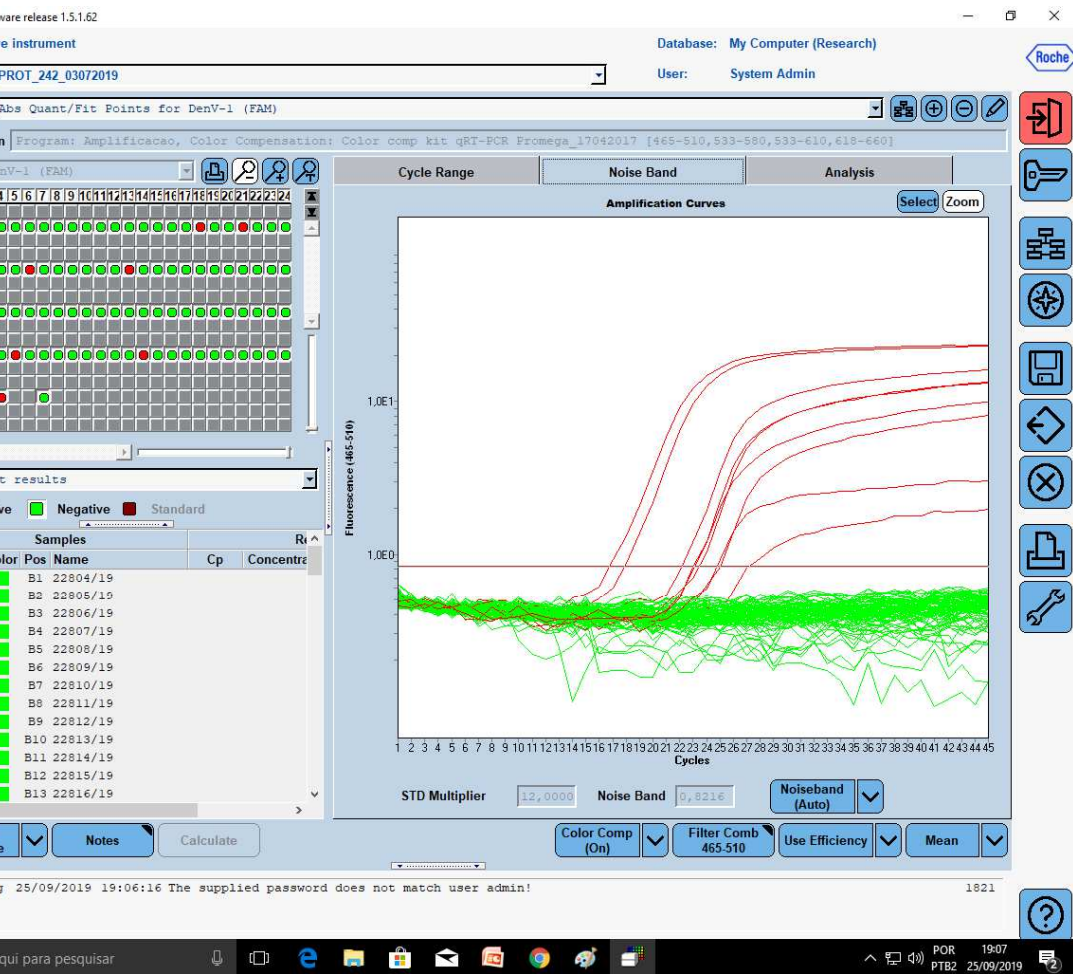 ware release 1.5.1.62
e instrument
Database: My Computer (Research)
Roche
PROT_242_03072019
User: System Admin
Abs Quant/Fit Points for DenV-1 (FAM)
n Program: Amplificacao, Color Compensation: Color comp kit qRT-PCR Promega_17042017 [465-510,533-580,533-610,618-660]
nV-1 (FAM)
Cycle Range Noise Band Analysis
4 5 6 7 8 9 10 11 12 13 14 15 16 17 18 19 20 21 22 23 24
Amplification Curves
Select Zoom
1,0E1
Fluorescence (465-510)
1,0E0
t results
ve Negative Standard
Samples Re
lor Pos Name Cp Concentra
B1 22804/19
B2 22805/19
B3 22806/19
B4 22807/19
B5 22808/19
B6 22809/19
B7 22810/19
B8 22811/19
B9 22812/19
B10 22813/19
B11 22814/19
B12 22815/19
B13 22816/19
1 2 3 4 5 6 7 8 9 10 11 12 13 14 15 16 17 18 19 20 21 22 23 24 25 26 27 28 29 30 31 32 33 34 35 36 37 38 39 40 41 42 43 44 45
Cycles
STD Multiplier 12,0000 Noise Band 0,8216 Noiseband (Auto)
e Notes Calculate
Color Comp (On) Filter Comb 465-510 Use Efficiency Mean
g 25/09/2019 19:06:16 The supplied password does not match user admin! 1821
qui para pesquisar
POR 19:07
PTB2 25/09/2019
2